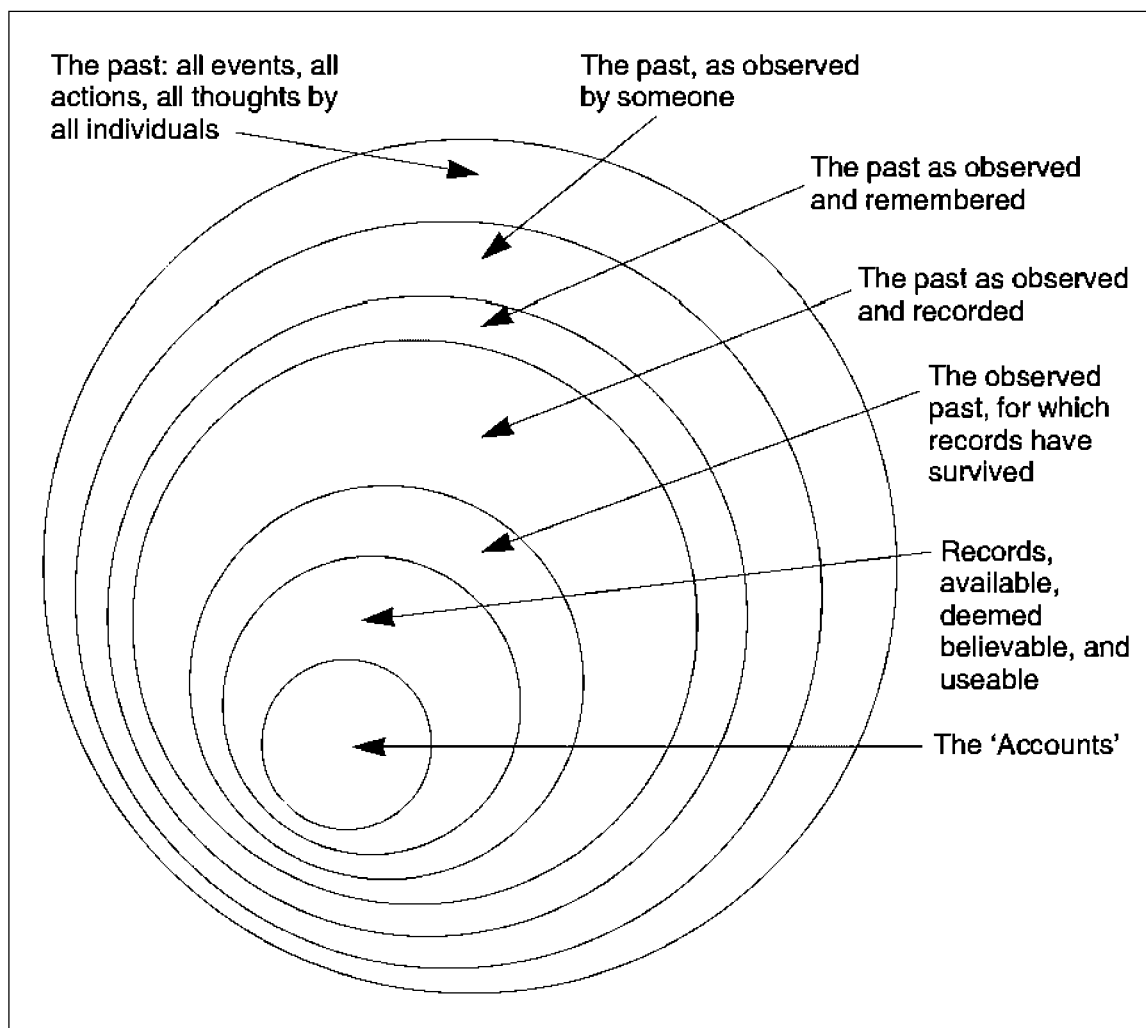 The past: all events, all
actions, all thoughts by
all individuals
The past, as observed
by someone
The past as observed
and remembered
The past as observed
and recorded
The observed
past, for which
records have
survived
Records,
available,
deemed
believable, and
useable
The ‘Accounts’